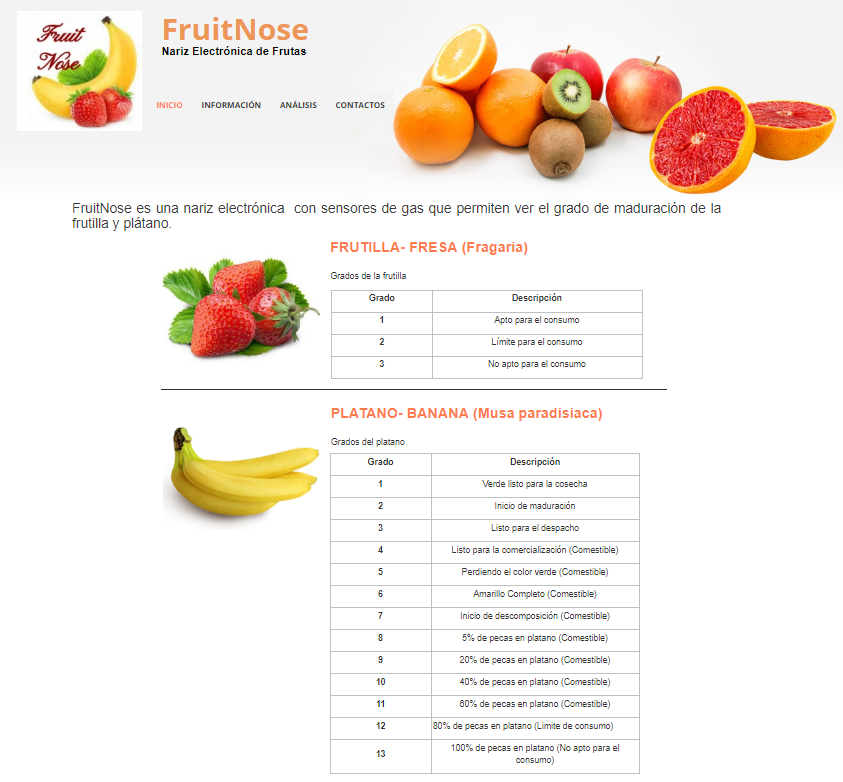 Fruit
Nose
FruitNose
Nariz Electrónica de Frutas
INICIO INFORMACIÓN ANÁLISIS CONTACTOS
FruitNose es una nariz electrónica con sensores de gas que permiten ver el grado de maduración de la
frutilla y plátano.
FRUTILLA- FRESA (Fragaria)
Grados de la frutilla
Grado Descripción
1 Apto para el consumo
2 Límite para el consumo
3 No apto para el consumo
PLATANO- BANANA (Musa paradisiaca)
Grados del platano
Grado Descripción
1 Verde listo para la cosecha
2 Inicio de maduración
3 Listo para el despacho
4 Listo para la comercialización (Comestible)
5 Perdiendo el color verde (Comestible)
6 Amarillo Completo (Comestible)
7 Inicio de descomposición (Comestible)
8 5% de pecas en platano (Comestible)
9 20% de pecas en platano (Comestible)
10 40% de pecas en platano (Comestible)
11 60% de pecas en platano (Comestible)
12 80% de pecas en platano (Limite de consumo)
13 100% de pecas en platano (No apto para el
consumo)